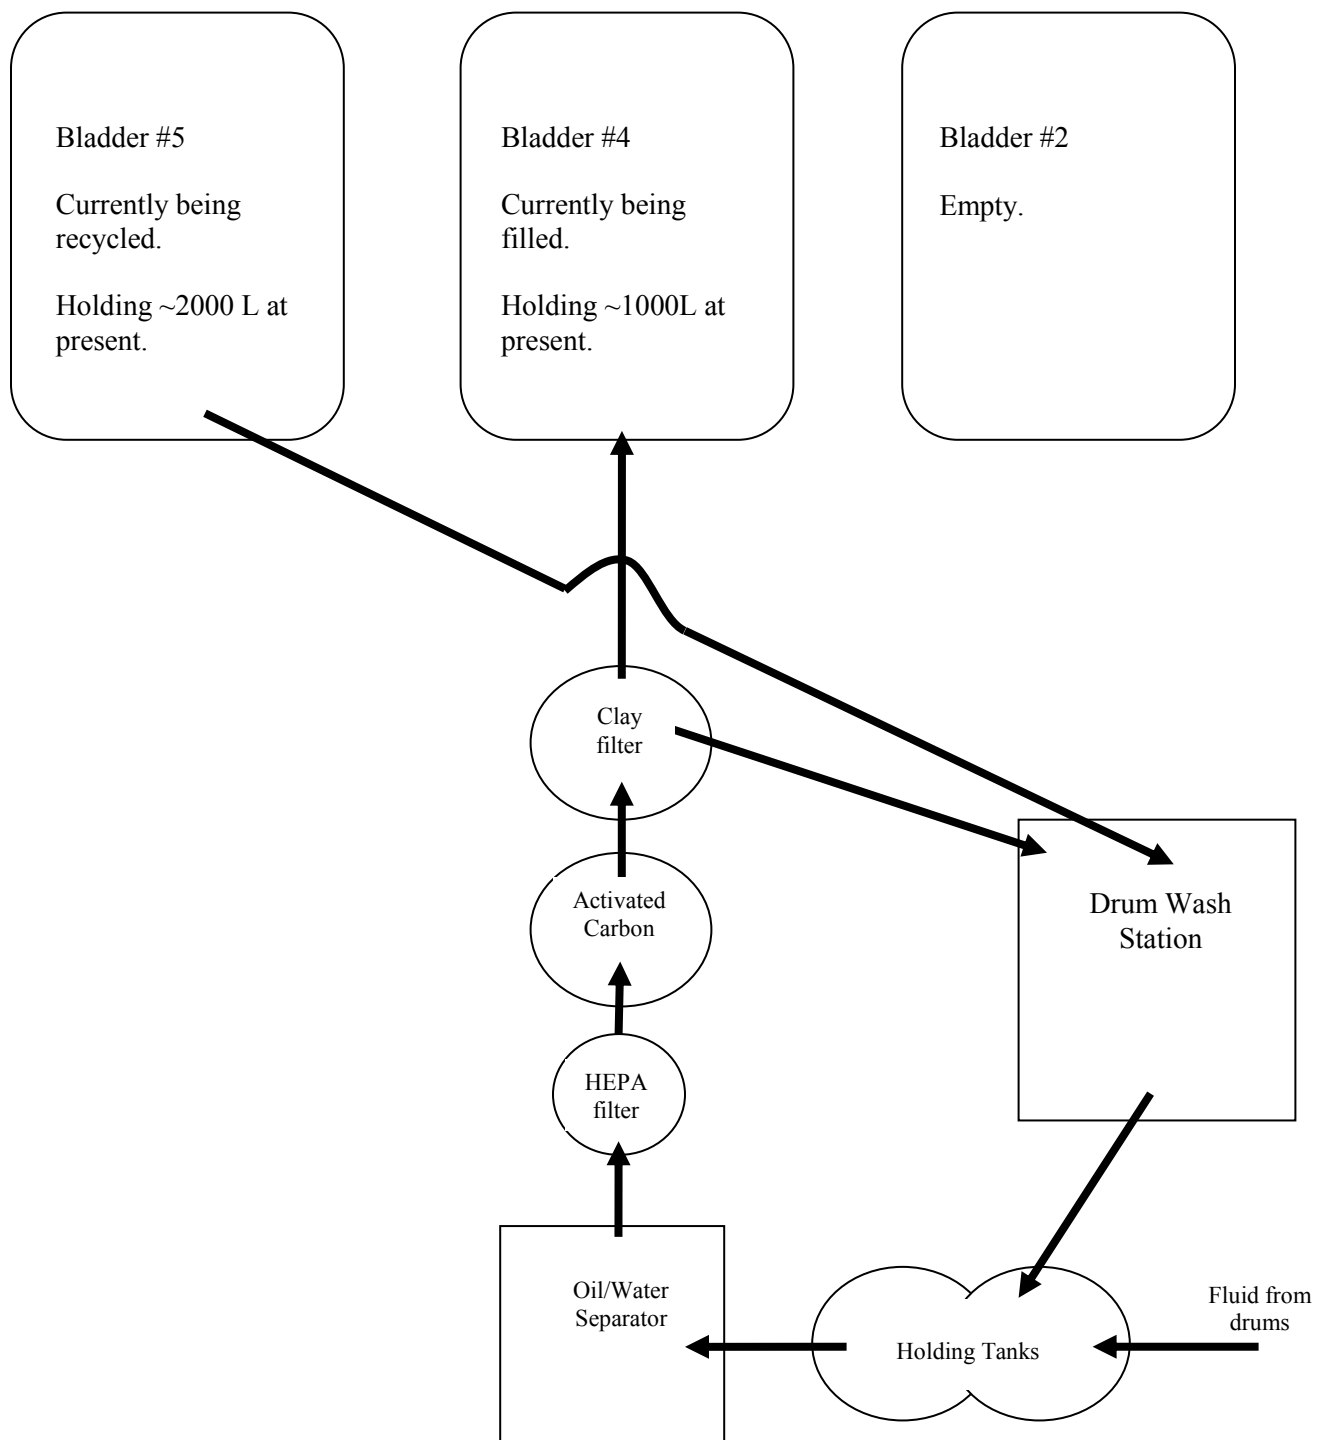 Bladder #5
Currently being
recycled.
Holding ~2000 L at
present.
Bladder #4
Currently being
filled.
Holding ~1000L at
present.
Bladder #2
Empty.
Clay
filter
Activated
Carbon
Drum Wash
Station
HEPA
filter
Oil/Water
Separator
Holding Tanks
Fluid from
drums